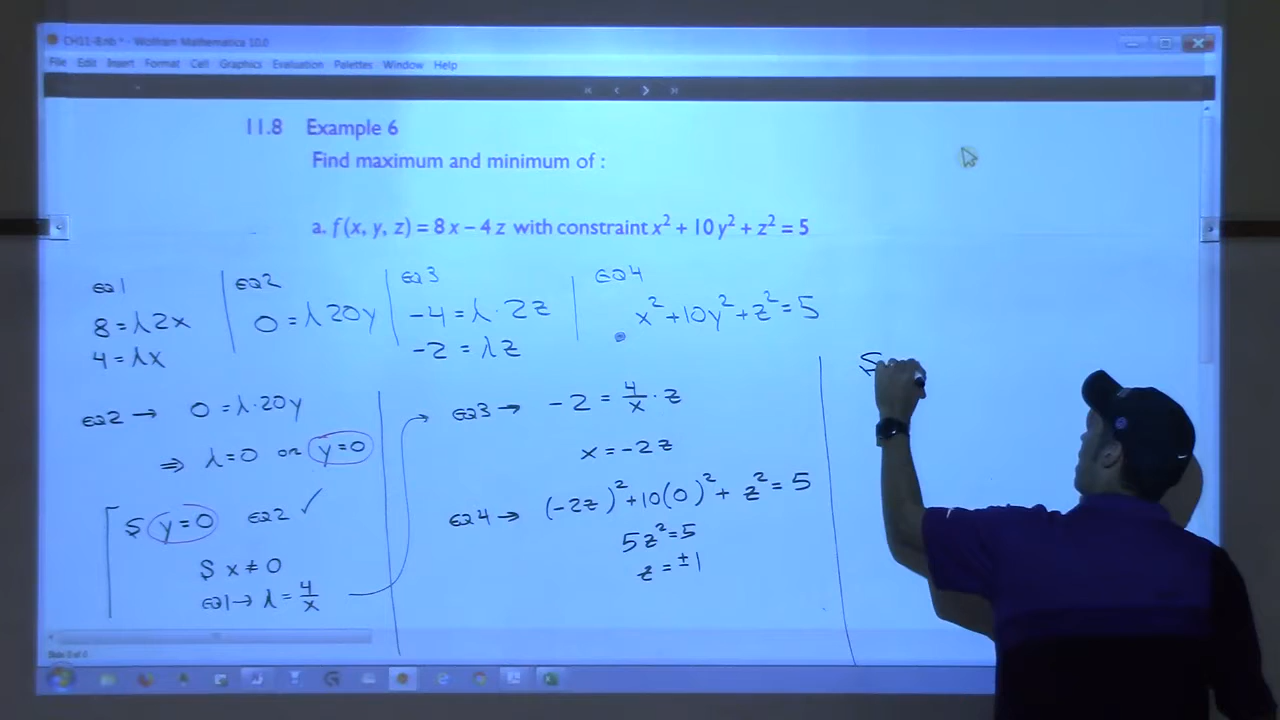 CH11-8.nb * - Wolfram Mathematica 10.0
File Edit Insert Format Cell Graphics Evaluation Palettes Window Help
11.8 Example 6
Find maximum and minimum of :
a. f(x, y, z) = 8 x − 4 z with constraint x² + 10 y² + z² = 5
EQ1
8 = λ2x
4 = λx
EQ2
0 = λ20y
EQ3
-4 = λ·2z
-2 = λz
EQ4
x² + 10y² + z² = 5
EQ2 → 0 = λ·20y
⇒ λ=0 or y=0
S y=0 EQ2 ✓
S x≠0
EQ1→ λ = 4/x
EQ3 → -2 = 4/x · z
x = -2z
EQ4 → (-2z)² + 10(0)² + z² = 5
5z² = 5
z = ±1
S